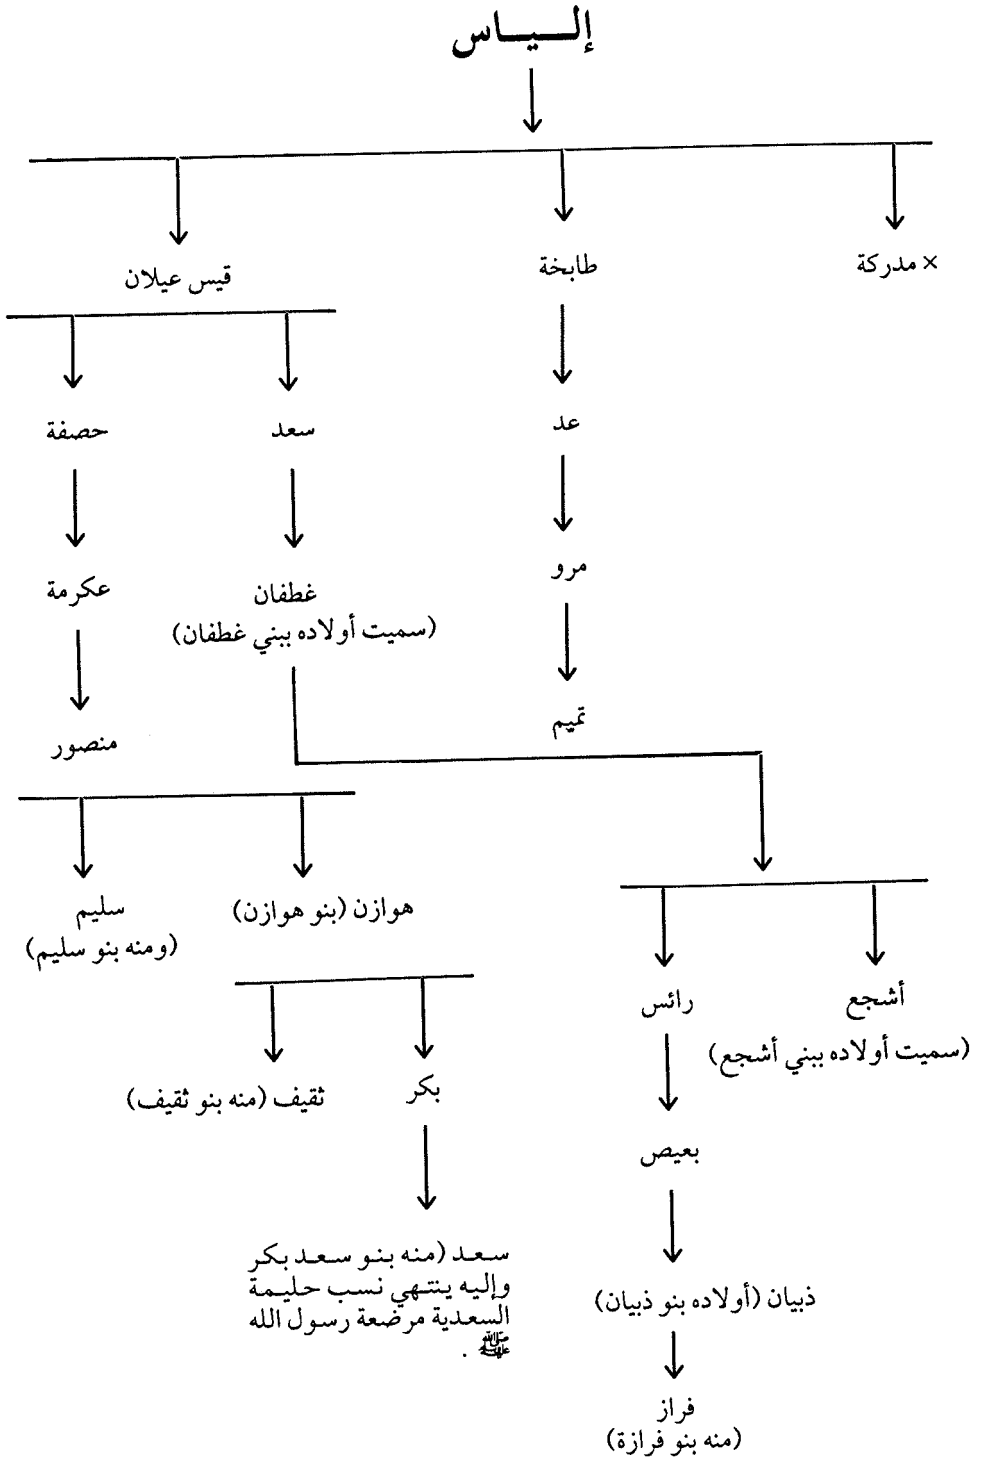 إلــيــاس
× مدركة
طابخة
قيس عيلان
عد
سعد
حصفة
مرو
غطفان
(سميت أولاده ببني غطفان)
عكرمة
تميم
منصور
هوازن (بنو هوازن)
سليم
(ومنه بنو سليم)
أشجع
(سميت أولاده ببني أشجع)
رائس
بكر
ثقيف (منه بنو ثقيف)
بعيص
سعد (منه بنو سعد بكر
وإليه ينتهي نسب حليمة
السعدية مرضعة رسول الله
ﷺ .
ذبيان (أولاده بنو ذبيان)
فراز
(منه بنو فرازة)